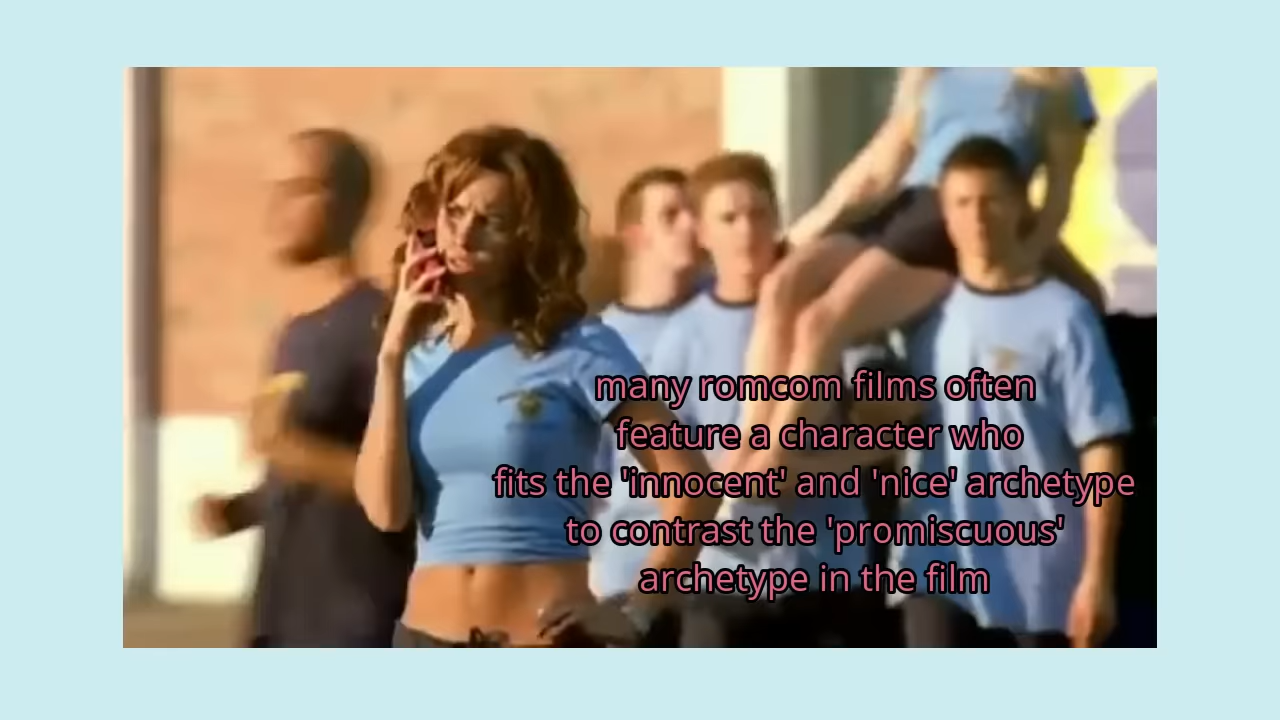 many romcom films often
feature a character who
fits the 'innocent' and 'nice' archetype
to contrast the 'promiscuous'
archetype in the film